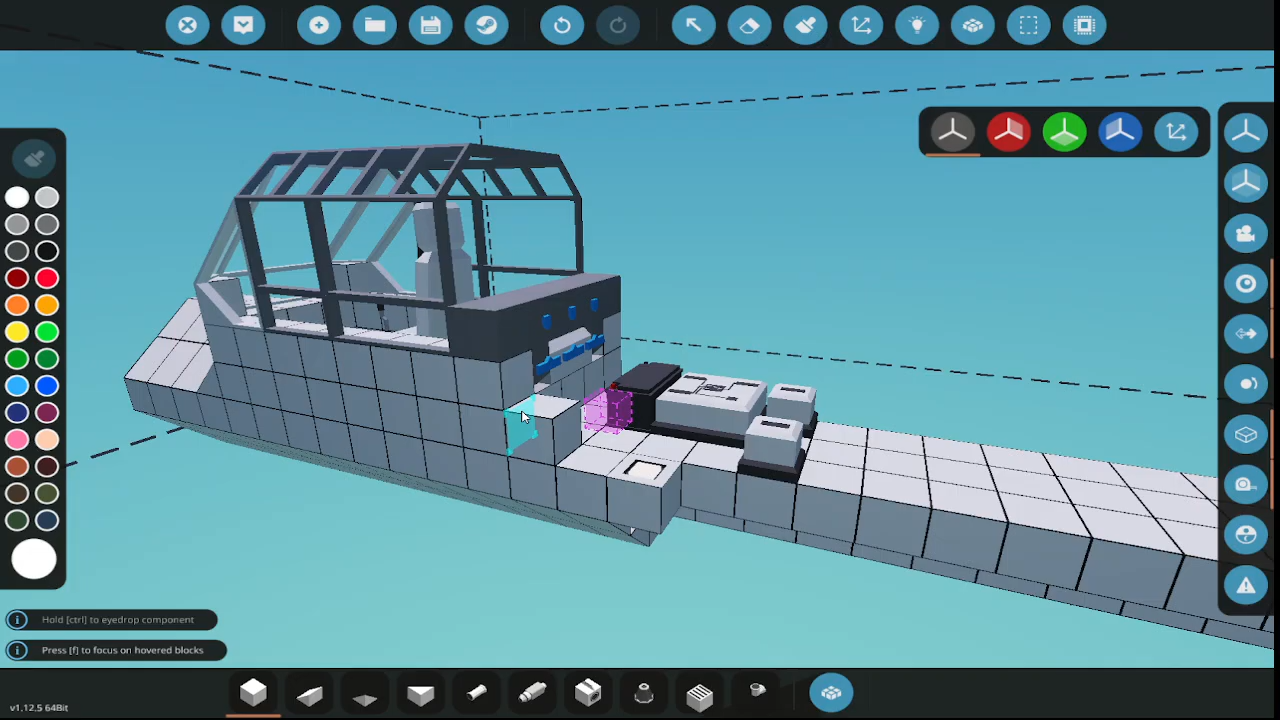 Hold [ctrl] to eyedrop component
Press [f] to focus on hovered blocks
v1.12.5 64Bit